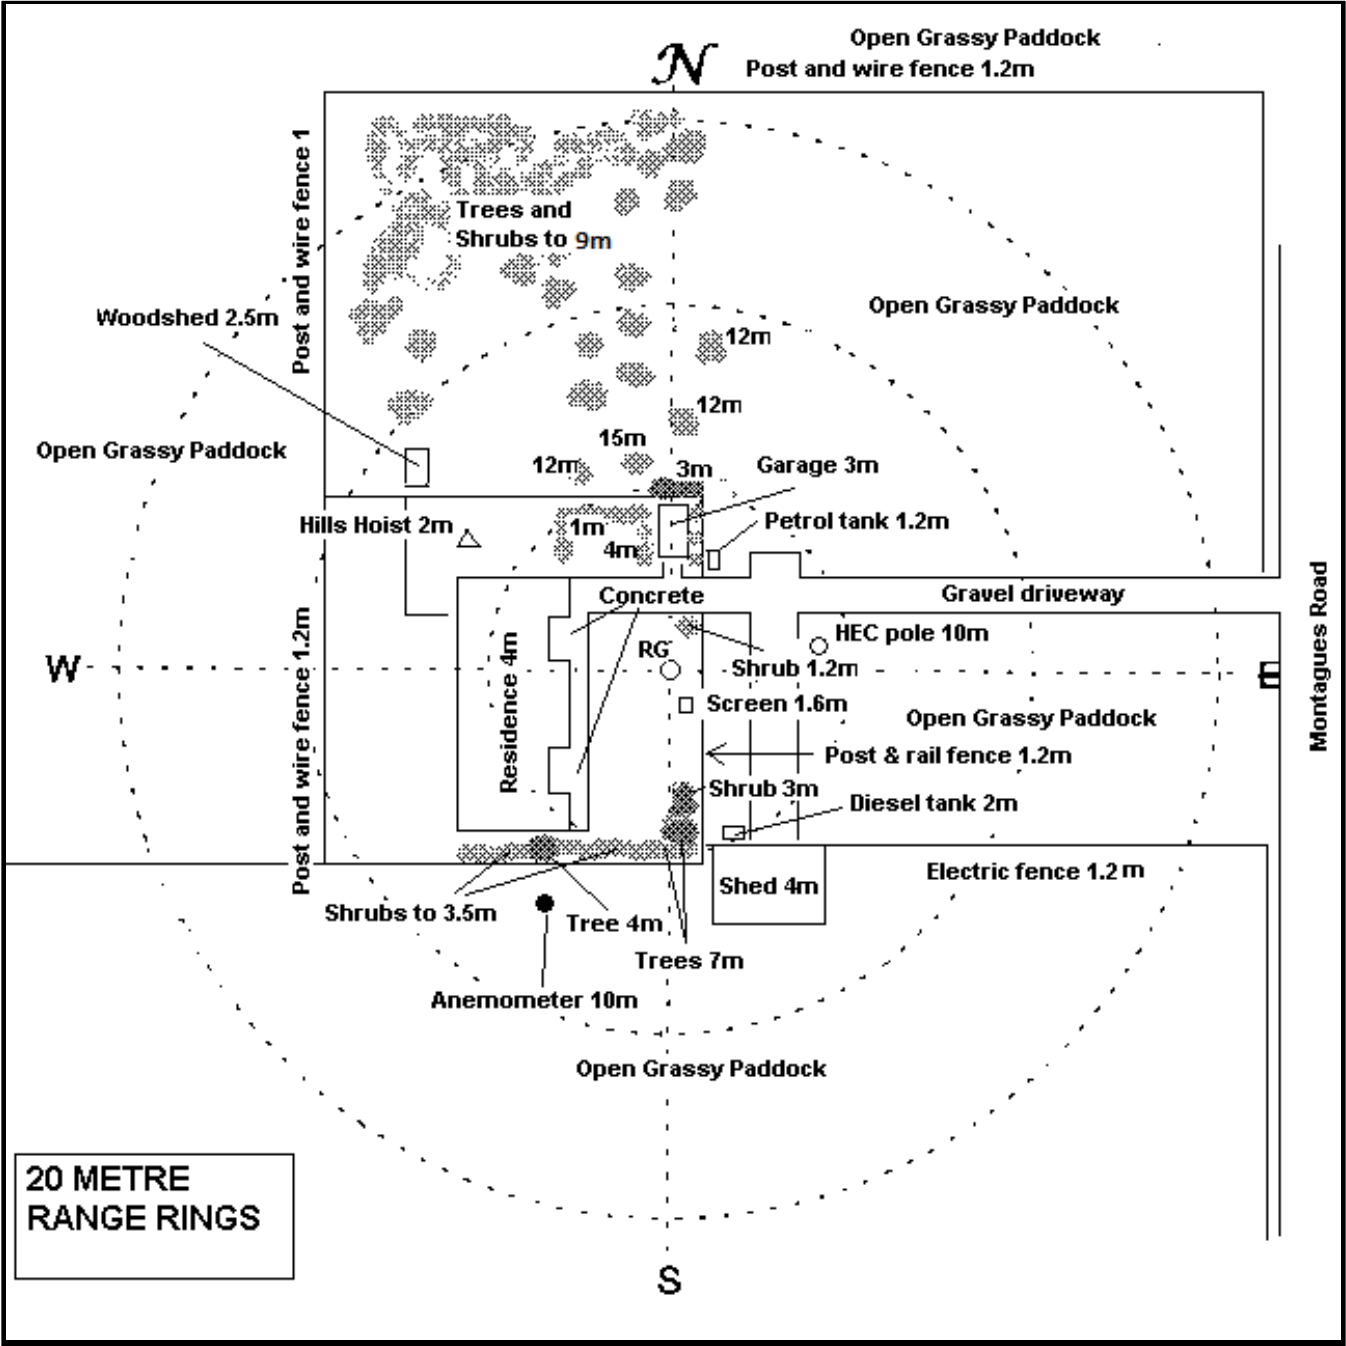 Open Grassy Paddock
N
Post and wire fence 1.2m
Post and wire fence 1
Trees and
Shrubs to 9m
Open Grassy Paddock
Woodshed 2.5m
12m
12m
Open Grassy Paddock
15m
12m
3m
Garage 3m
Hills Hoist 2m
1m
Petrol tank 1.2m
4m
Concrete
Gravel driveway
Montagues Road
HEC pole 10m
RG
W
Shrub 1.2m
E
Residence 4m
Screen 1.6m
Open Grassy Paddock
Post and wire fence 1.2m
Post & rail fence 1.2m
Shrub 3m
Diesel tank 2m
Electric fence 1.2m
Shed 4m
Shrubs to 3.5m
Tree 4m
Trees 7m
Anemometer 10m
Open Grassy Paddock
20 METRE
RANGE RINGS
S